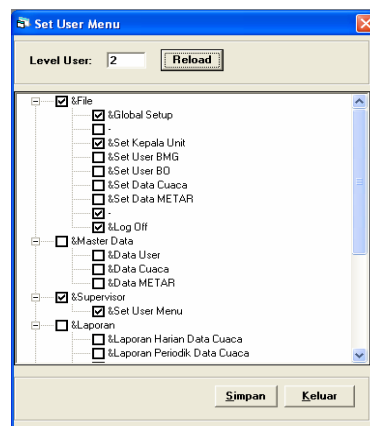 Set User Menu
Level User: 2 Reload
&File
&Global Setup
-
&Set Kepala Unit
&Set User BMG
&Set User BO
&Set Data Cuaca
&Set Data METAR
-
&Log Off
&Master Data
&Data User
&Data Cuaca
&Data METAR
&Supervisor
&Set User Menu
&Laporan
&Laporan Harian Data Cuaca
&Laporan Periodik Data Cuaca
Simpan Keluar